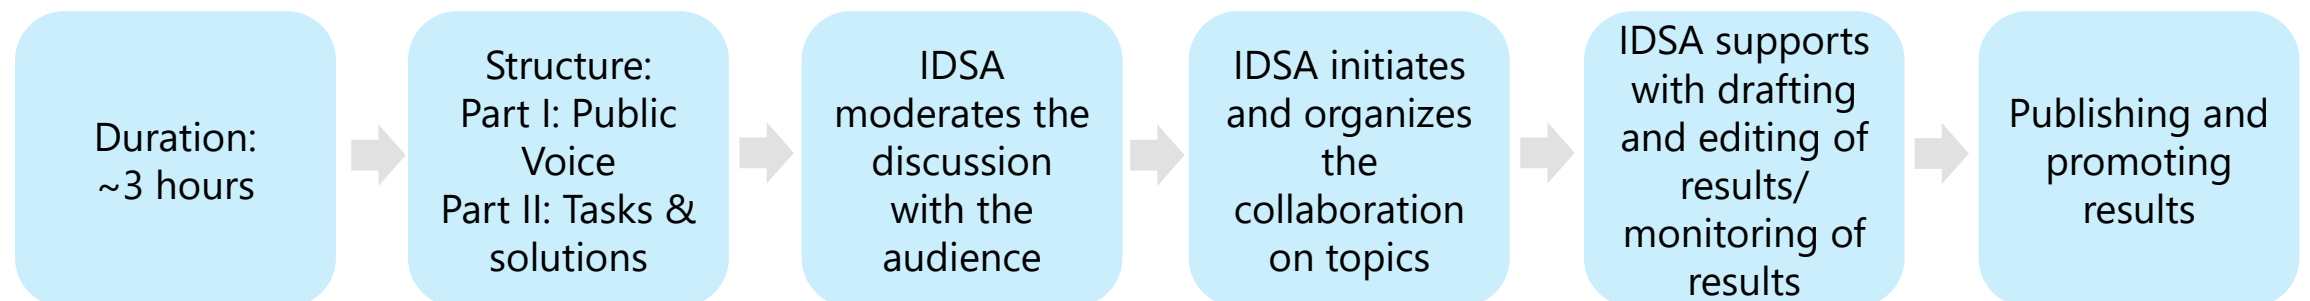 Duration:
~3 hours
Structure:
Part I: Public
Voice
Part II: Tasks &
solutions
IDSA
moderates the
discussion
with the
audience
IDSA initiates
and organizes
the
collaboration
on topics
IDSA supports
with drafting
and editing of
results/
monitoring of
results
Publishing and
promoting
results